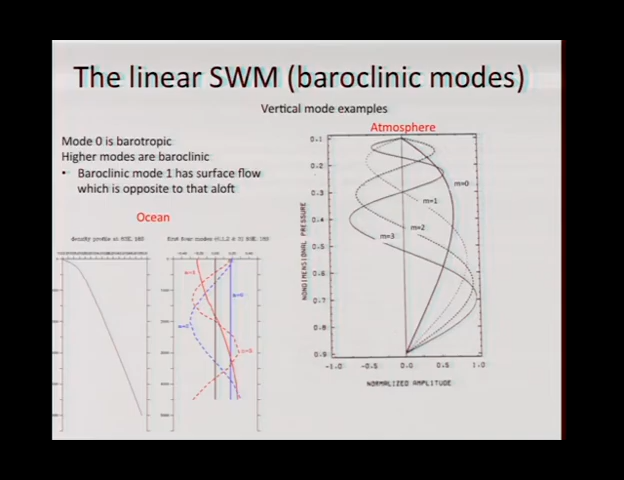 The linear SWM (baroclinic modes)
Vertical mode examples
Mode 0 is barotropic
Higher modes are baroclinic
• Baroclinic mode 1 has surface flow
which is opposite to that aloft
Ocean
Atmosphere
0.1
0.2
0.3
0.4
0.5
0.6
0.7
0.8
0.9
NONDIMENSIONAL PRESSURE
m=0
m=1
m=2
m=3
-1.0 -0.5 0.0 0.5 1.0
NORMALIZED AMPLITUDE